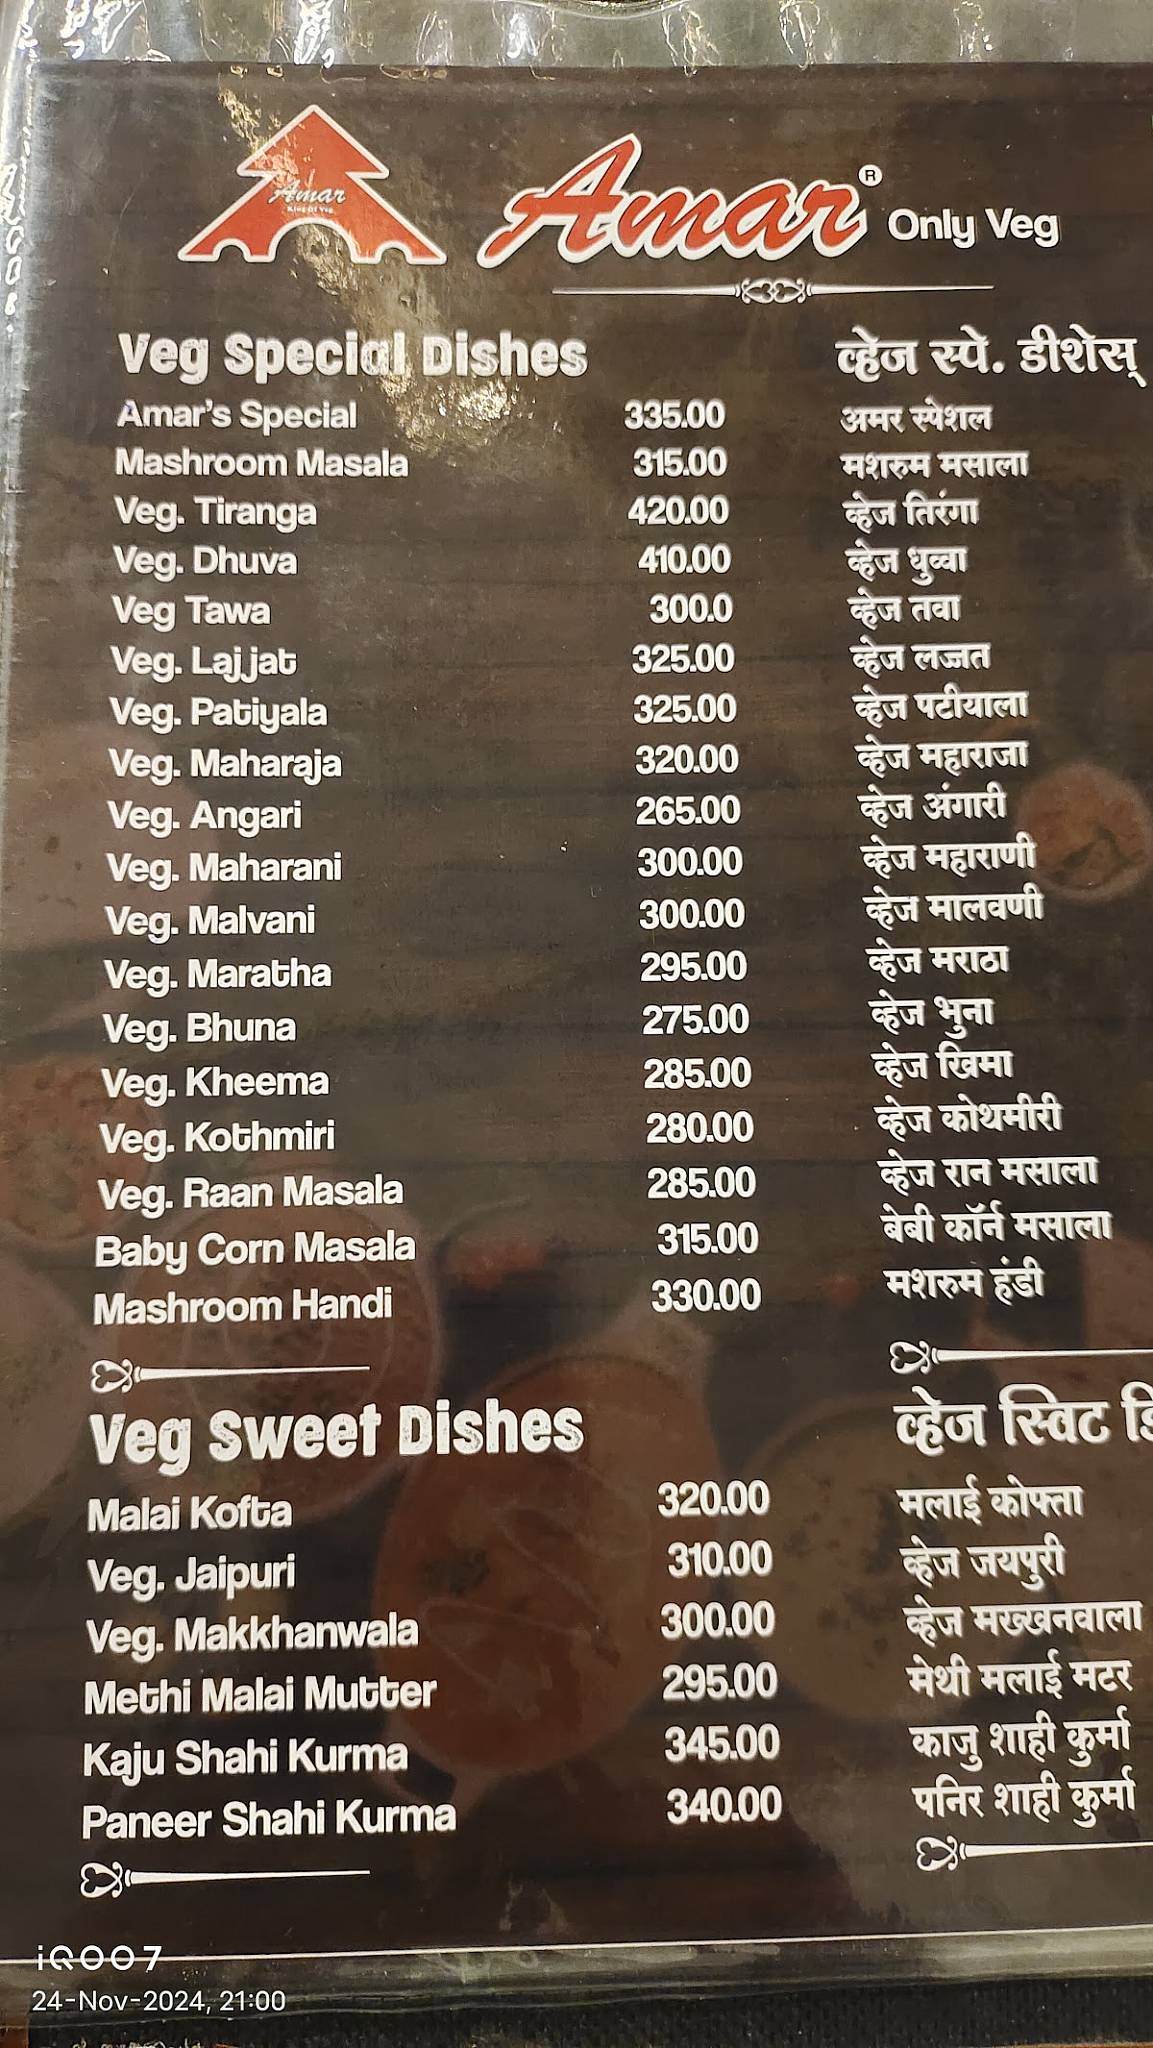 Amar
King Of Veg
Amar® Only Veg
Veg Special Dishes व्हेज स्पे. डीशेस्
Amar's Special 335.00 अमर स्पेशल
Mashroom Masala 315.00 मशरुम मसाला
Veg. Tiranga 420.00 व्हेज तिरंगा
Veg. Dhuva 410.00 व्हेज धुव्वा
Veg Tawa 300.0 व्हेज तवा
Veg. Lajjat 325.00 व्हेज लज्जत
Veg. Patiyala 325.00 व्हेज पटीयाला
Veg. Maharaja 320.00 व्हेज महाराजा
Veg. Angari 265.00 व्हेज अंगारी
Veg. Maharani 300.00 व्हेज महाराणी
Veg. Malvani 300.00 व्हेज मालवणी
Veg. Maratha 295.00 व्हेज मराठा
Veg. Bhuna 275.00 व्हेज भुना
Veg. Kheema 285.00 व्हेज खिमा
Veg. Kothmiri 280.00 व्हेज कोथमीरी
Veg. Raan Masala 285.00 व्हेज रान मसाला
Baby Corn Masala 315.00 बेबी कॉर्न मसाला
Mashroom Handi 330.00 मशरुम हंडी
Veg Sweet Dishes व्हेज स्विट
Malai Kofta 320.00 मलाई कोफ्ता
Veg. Jaipuri 310.00 व्हेज जयपुरी
Veg. Makkhanwala 300.00 व्हेज मख्खनवाला
Methi Malai Mutter 295.00 मेथी मलाई मटर
Kaju Shahi Kurma 345.00 काजु शाही कुर्मा
Paneer Shahi Kurma 340.00 पनिर शाही कुर्मा
iQOO 7
24-Nov-2024, 21:00